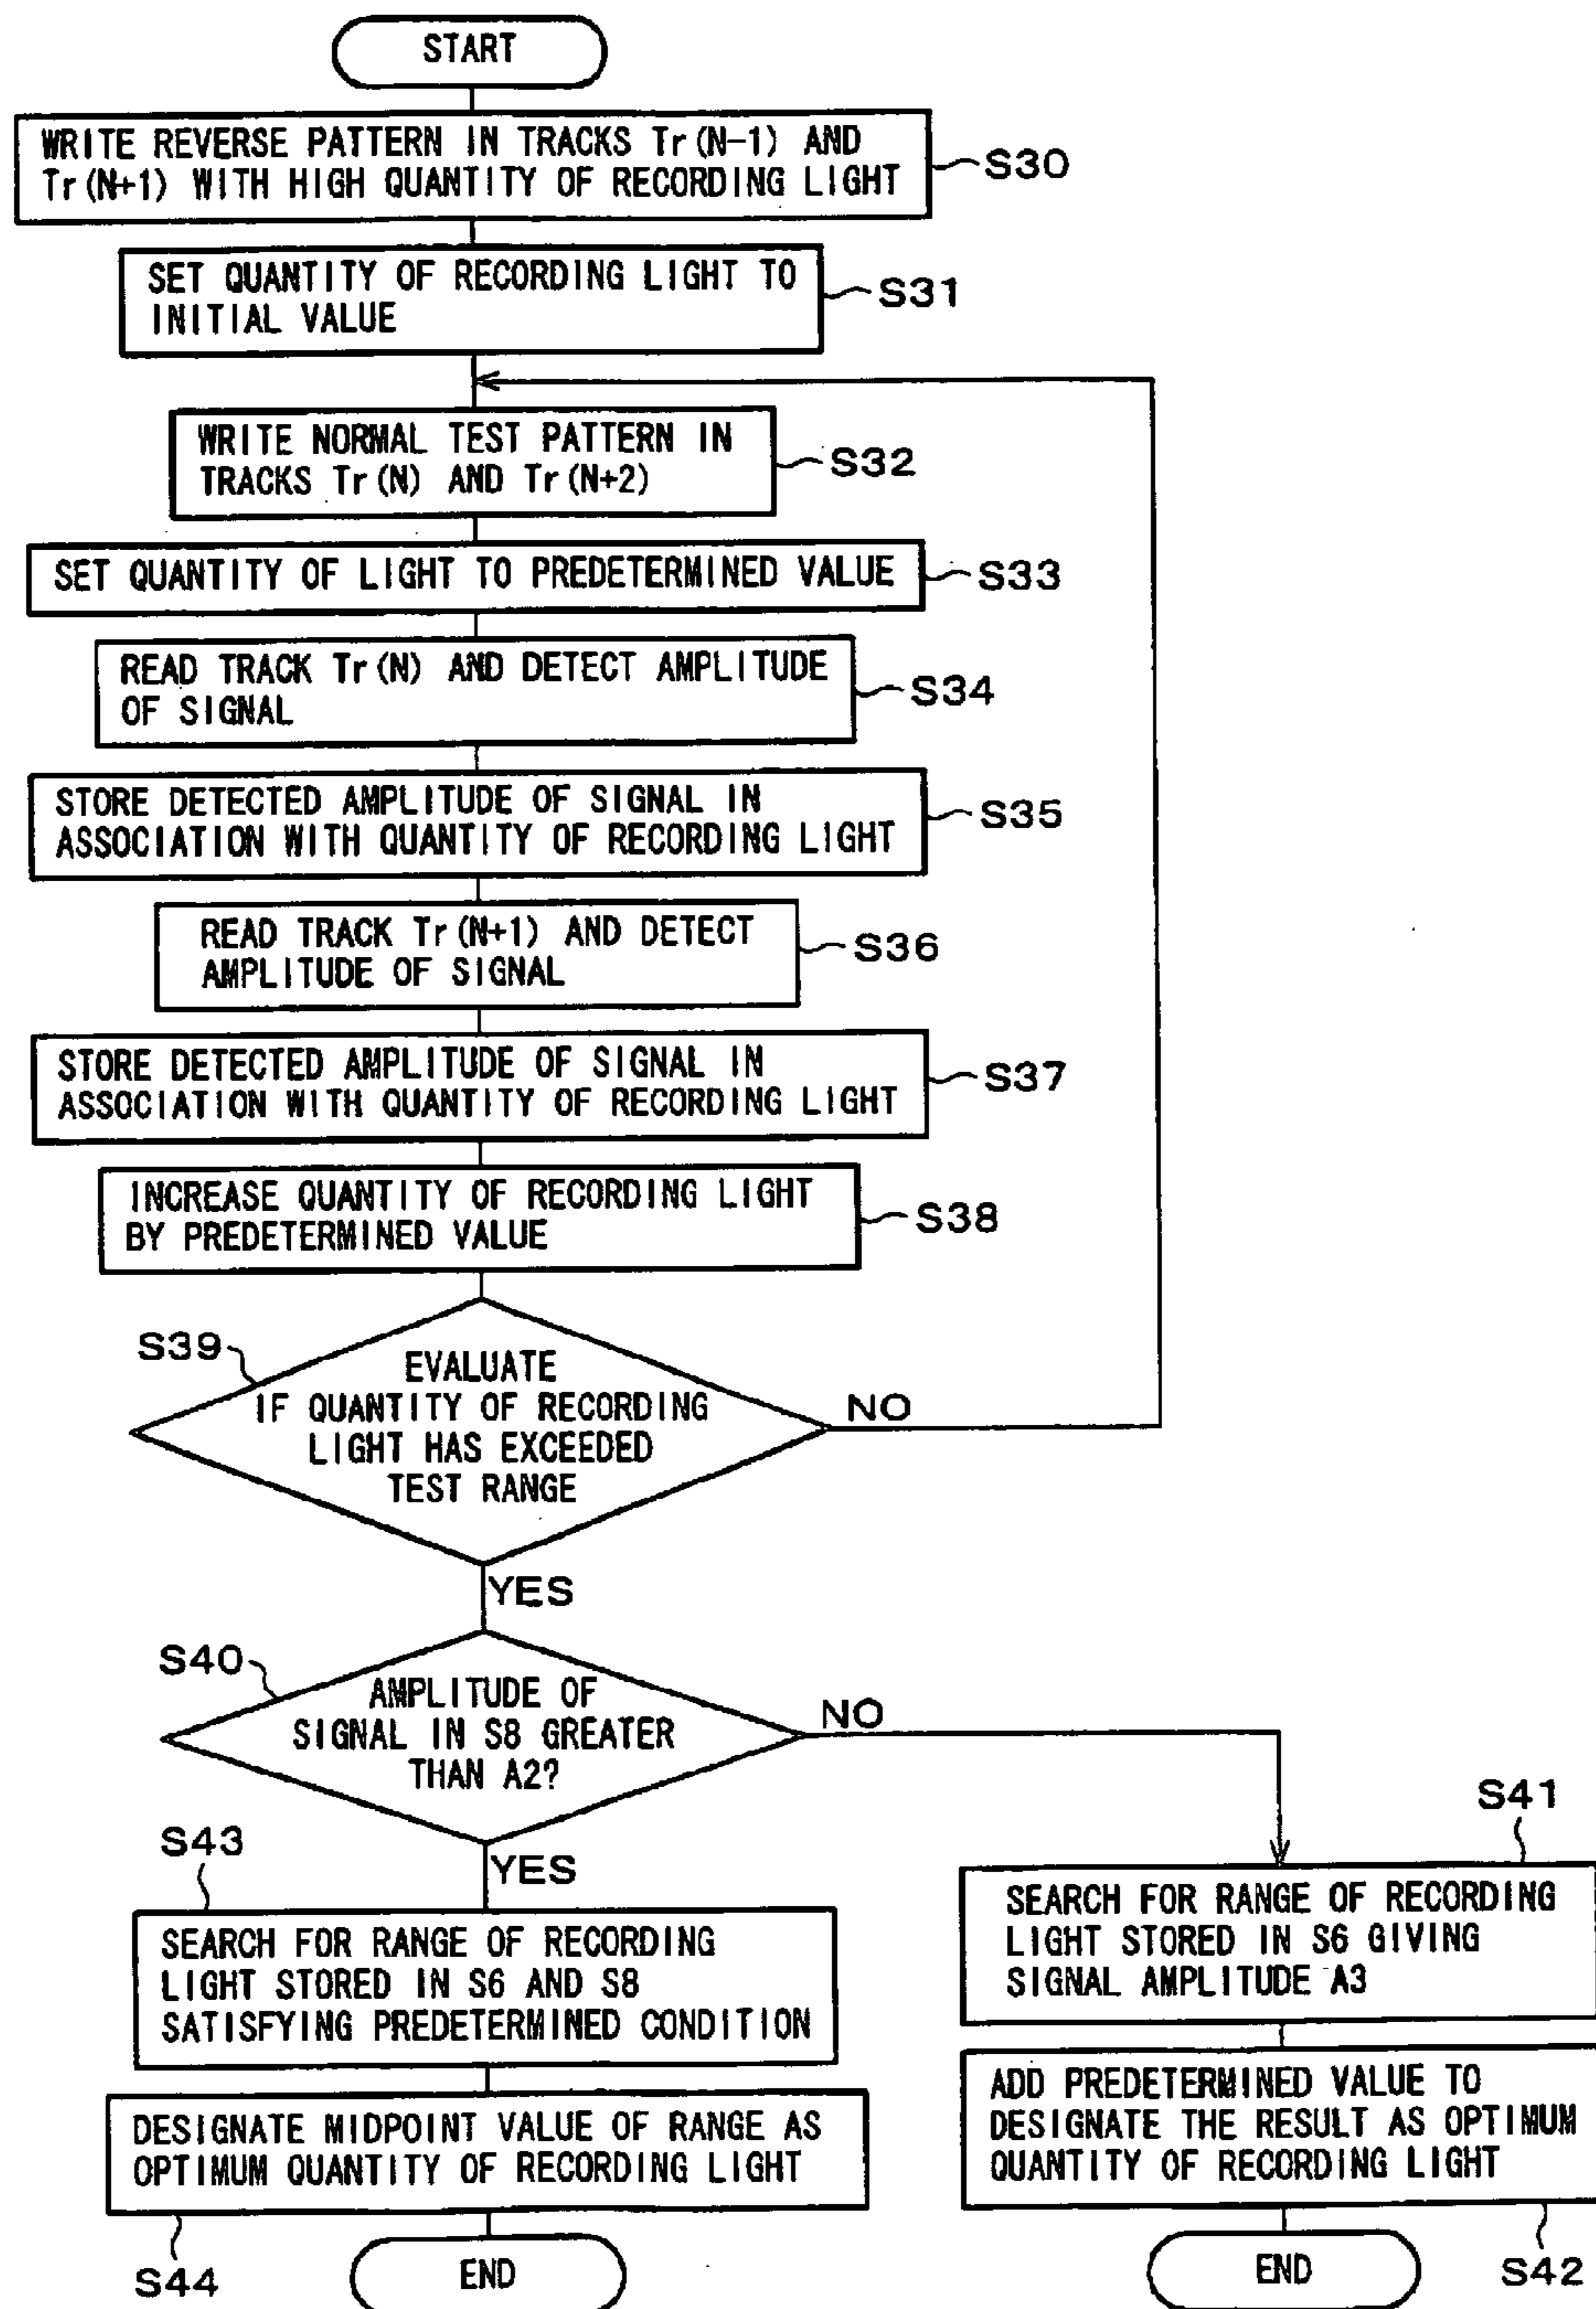 START
WRITE REVERSE PATTERN IN TRACKS Tr(N-1) AND
Tr(N+1) WITH HIGH QUANTITY OF RECORDING LIGHT
S30
SET QUANTITY OF RECORDING LIGHT TO
INITIAL VALUE
S31
WRITE NORMAL TEST PATTERN IN
TRACKS Tr(N) AND Tr(N+2)
S32
SET QUANTITY OF LIGHT TO PREDETERMINED VALUE
S33
READ TRACK Tr(N) AND DETECT AMPLITUDE
OF SIGNAL
S34
STORE DETECTED AMPLITUDE OF SIGNAL IN
ASSOCIATION WITH QUANTITY OF RECORDING LIGHT
S35
READ TRACK Tr(N+1) AND DETECT
AMPLITUDE OF SIGNAL
S36
STORE DETECTED AMPLITUDE OF SIGNAL IN
ASSOCIATION WITH QUANTITY OF RECORDING LIGHT
S37
INCREASE QUANTITY OF RECORDING LIGHT
BY PREDETERMINED VALUE
S38
S39
EVALUATE
IF QUANTITY OF RECORDING
LIGHT HAS EXCEEDED
TEST RANGE
NO
YES
S40
AMPLITUDE OF
SIGNAL IN S8 GREATER
THAN A2?
NO
YES
S43
SEARCH FOR RANGE OF RECORDING
LIGHT STORED IN S6 AND S8
SATISFYING PREDETERMINED CONDITION
DESIGNATE MIDPOINT VALUE OF RANGE AS
OPTIMUM QUANTITY OF RECORDING LIGHT
S44
END
S41
SEARCH FOR RANGE OF RECORDING
LIGHT STORED IN S6 GIVING
SIGNAL AMPLITUDE A3
ADD PREDETERMINED VALUE TO
DESIGNATE THE RESULT AS OPTIMUM
QUANTITY OF RECORDING LIGHT
S42
END